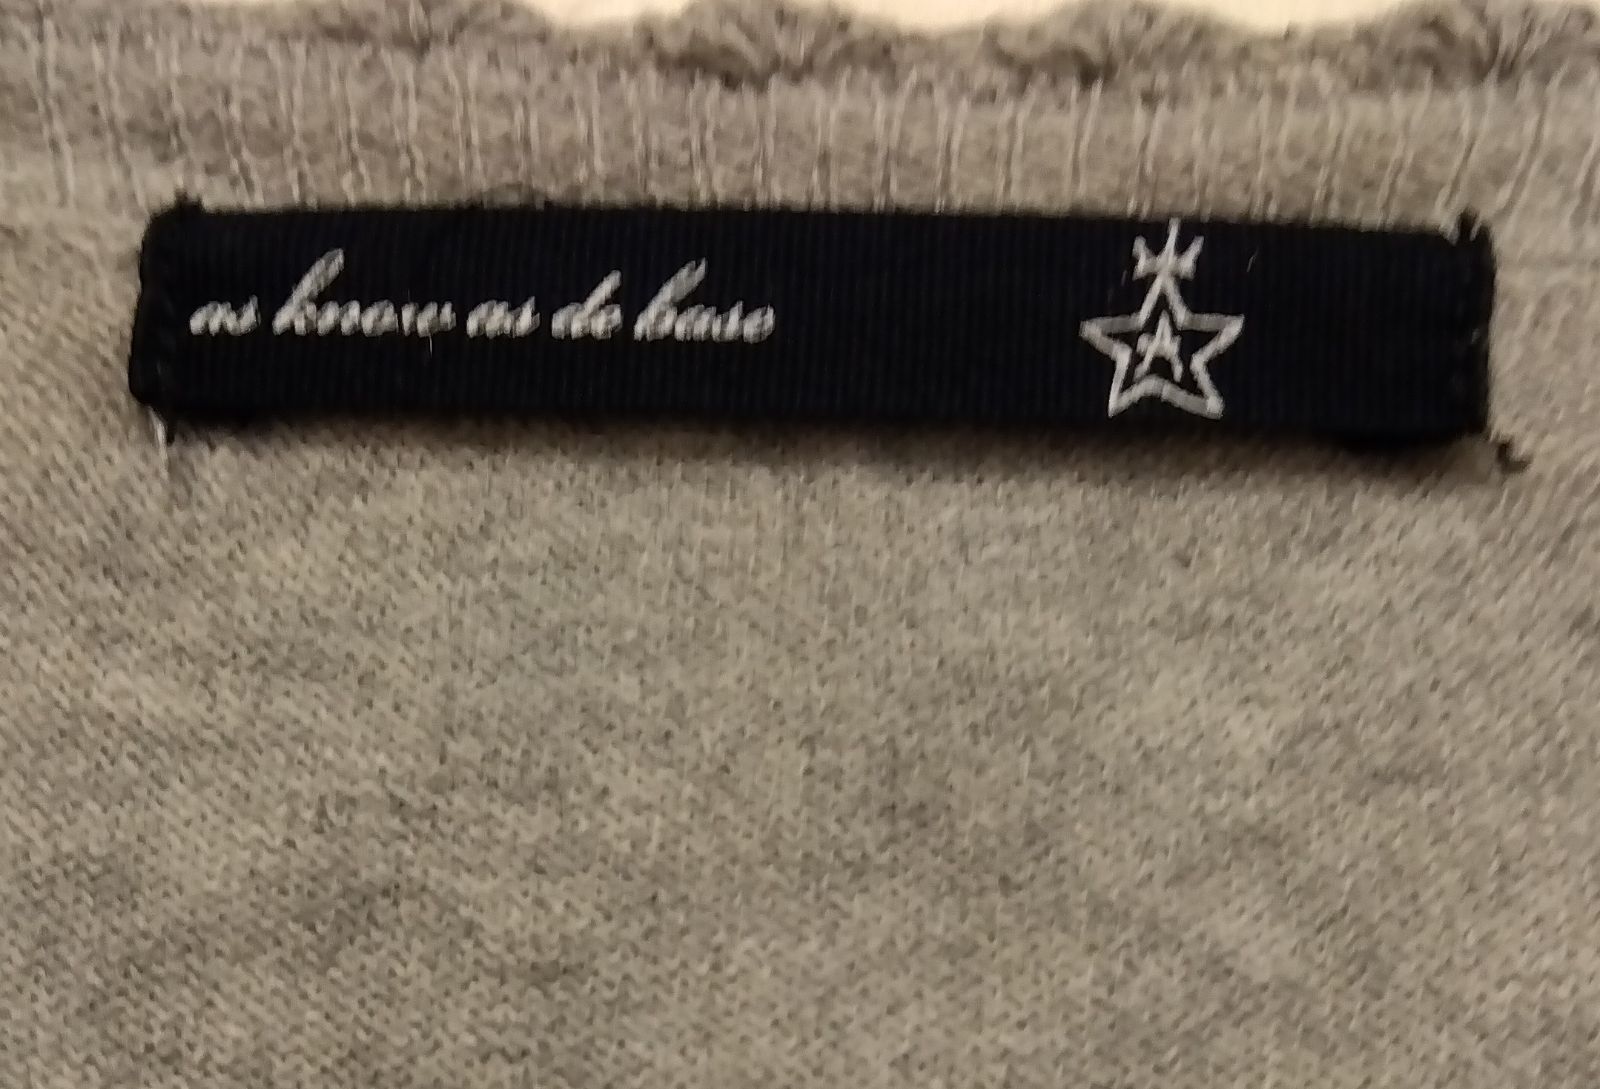 as know as de base
A